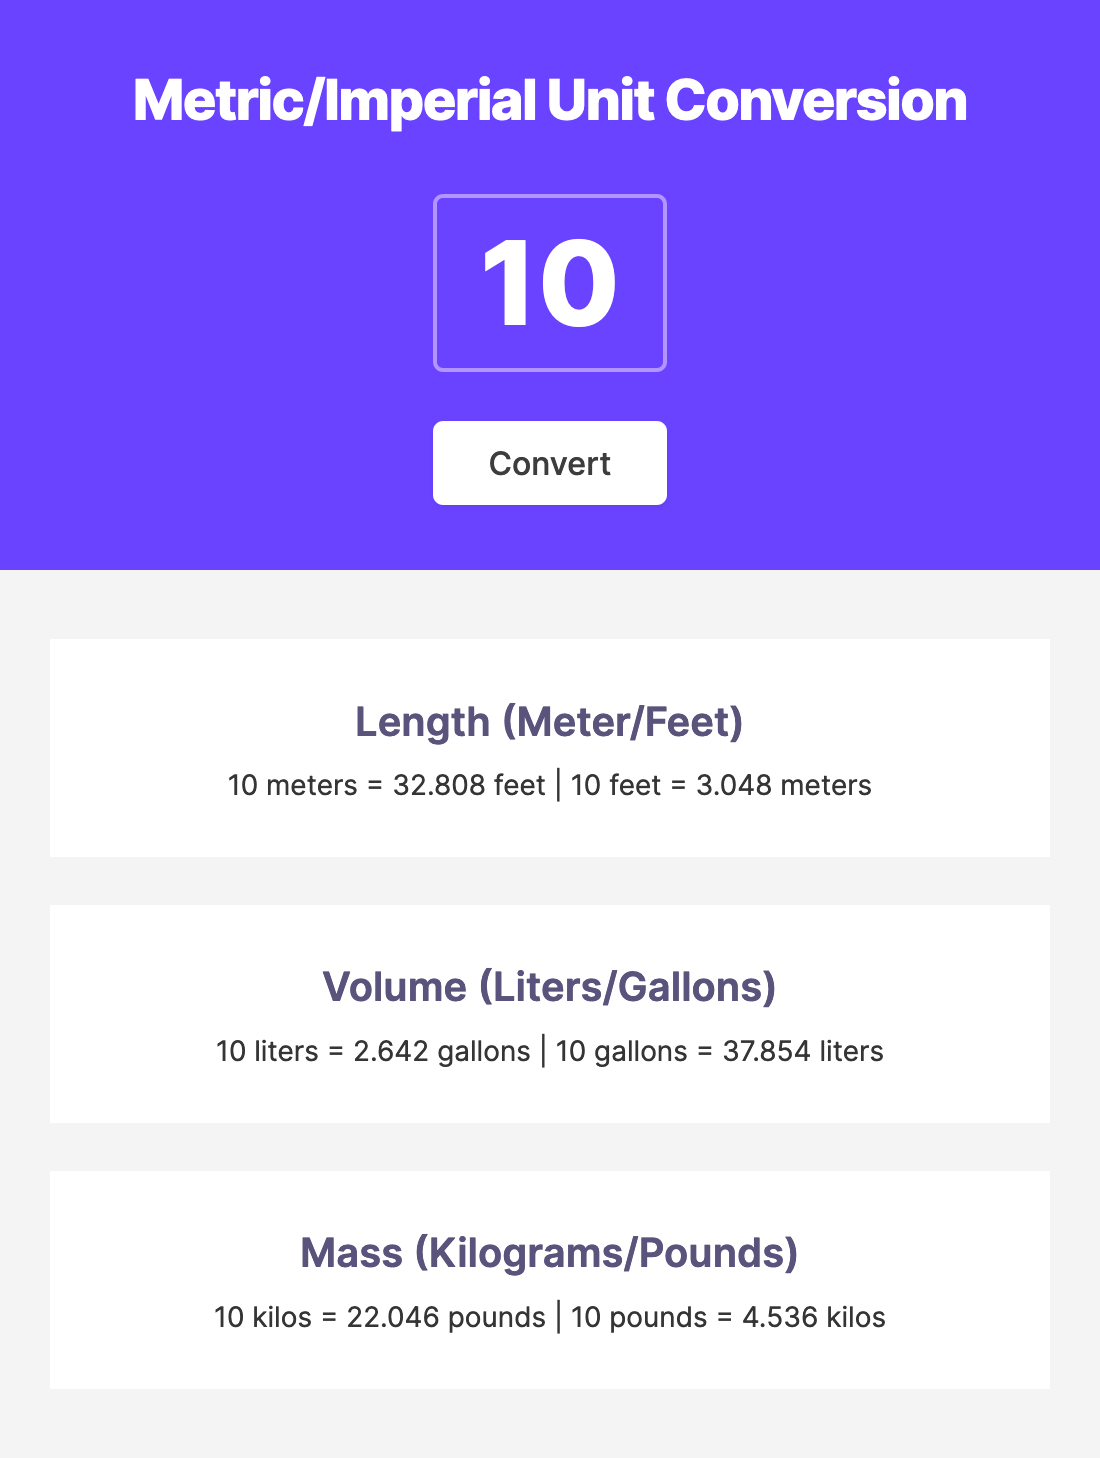 Metric/Imperial Unit Conversion
10
Convert
Length (Meter/Feet)
10 meters = 32.808 feet | 10 feet = 3.048 meters
Volume (Liters/Gallons)
10 liters = 2.642 gallons | 10 gallons = 37.854 liters
Mass (Kilograms/Pounds)
10 kilos = 22.046 pounds | 10 pounds = 4.536 kilos